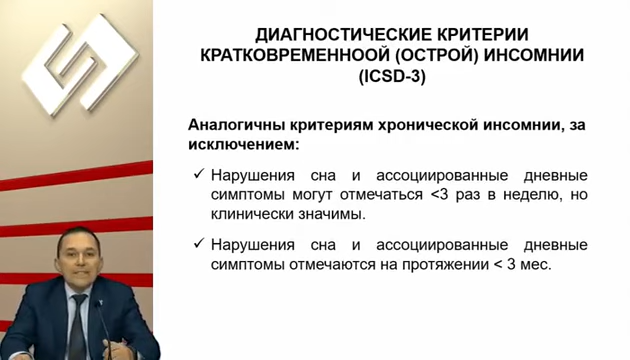 ДИАГНОСТИЧЕСКИЕ КРИТЕРИИ
КРАТКОВРЕМЕННООЙ (ОСТРОЙ) ИНСОМНИИ
(ICSD-3)
Аналогичны критериям хронической инсомнии, за
исключением:
✓ Нарушения сна и ассоциированные дневные
симптомы могут отмечаться <3 раз в неделю, но
клинически значимы.
✓ Нарушения сна и ассоциированные дневные
симптомы отмечаются на протяжении < 3 мес.